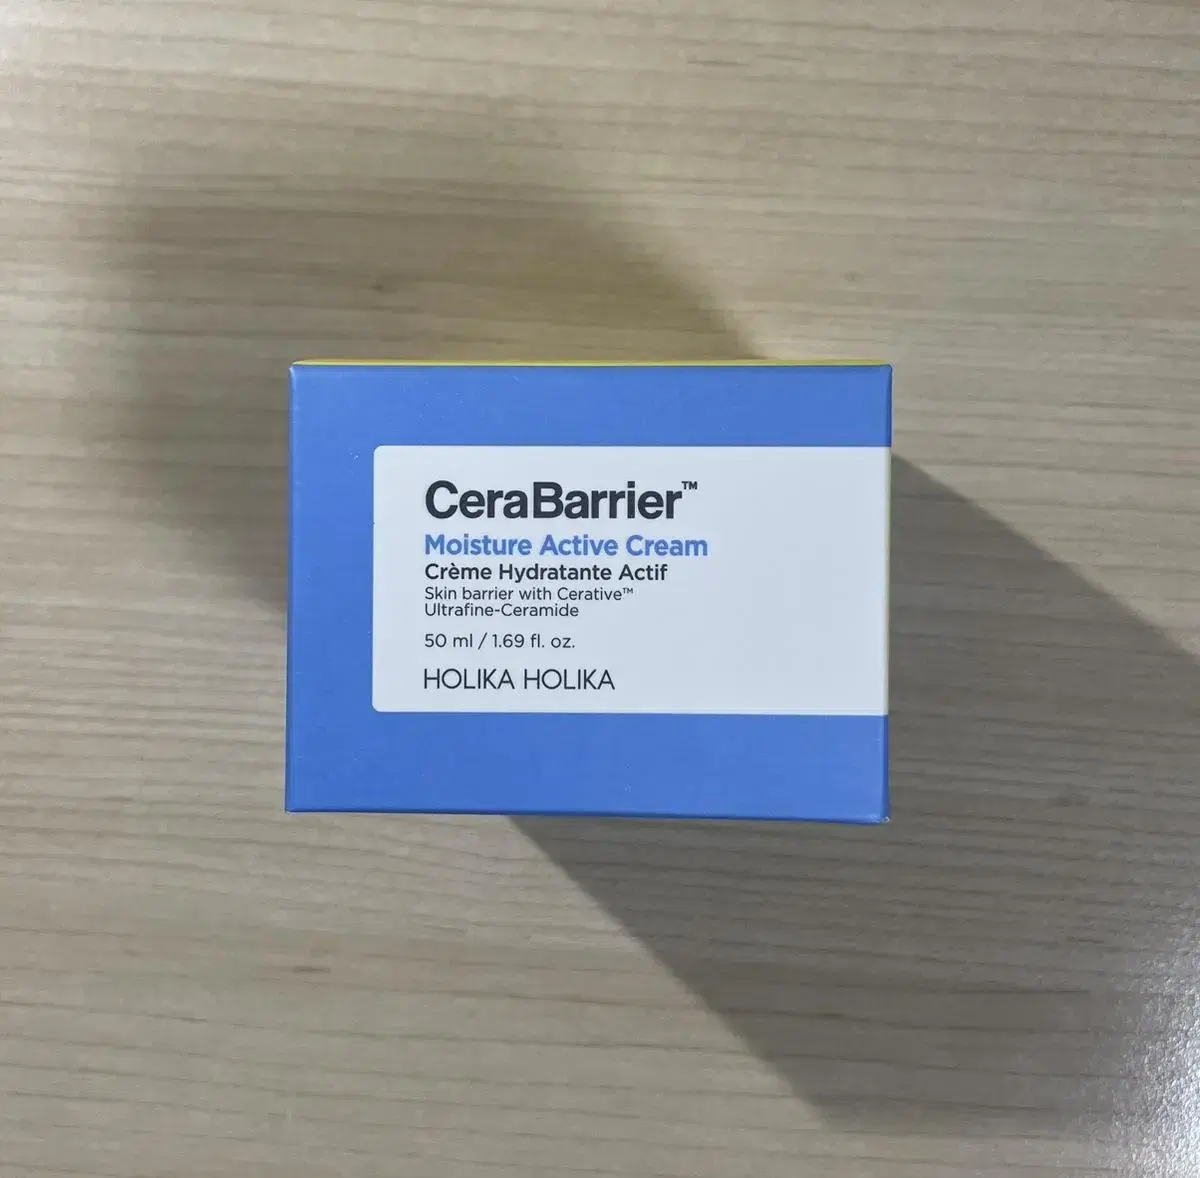 CeraBarrier™
Moisture Active Cream
Crème Hydratante Actif
Skin barrier with Cerative™
Ultrafine-Ceramide
50 ml / 1.69 fl. oz.
HOLIKA HOLIKA